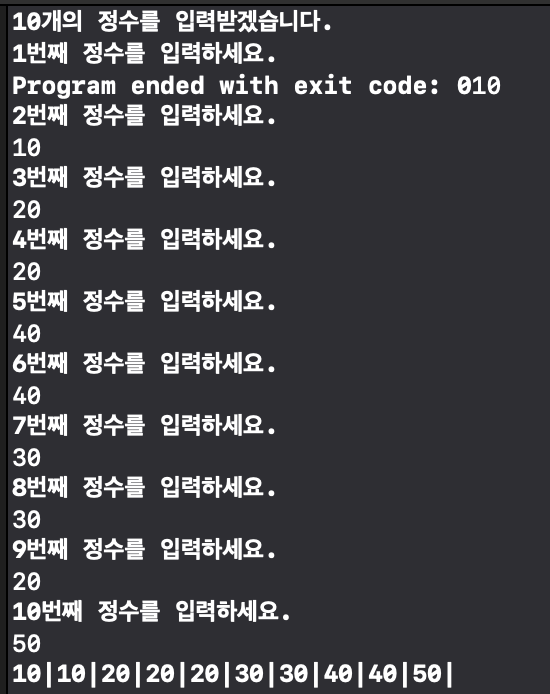 10개의 정수를 입력받겠습니다.
1번째 정수를 입력하세요.
Program ended with exit code: 010
2번째 정수를 입력하세요.
10
3번째 정수를 입력하세요.
20
4번째 정수를 입력하세요.
20
5번째 정수를 입력하세요.
40
6번째 정수를 입력하세요.
40
7번째 정수를 입력하세요.
30
8번째 정수를 입력하세요.
30
9번째 정수를 입력하세요.
20
10번째 정수를 입력하세요.
50
10|10|20|20|20|30|30|40|40|50|